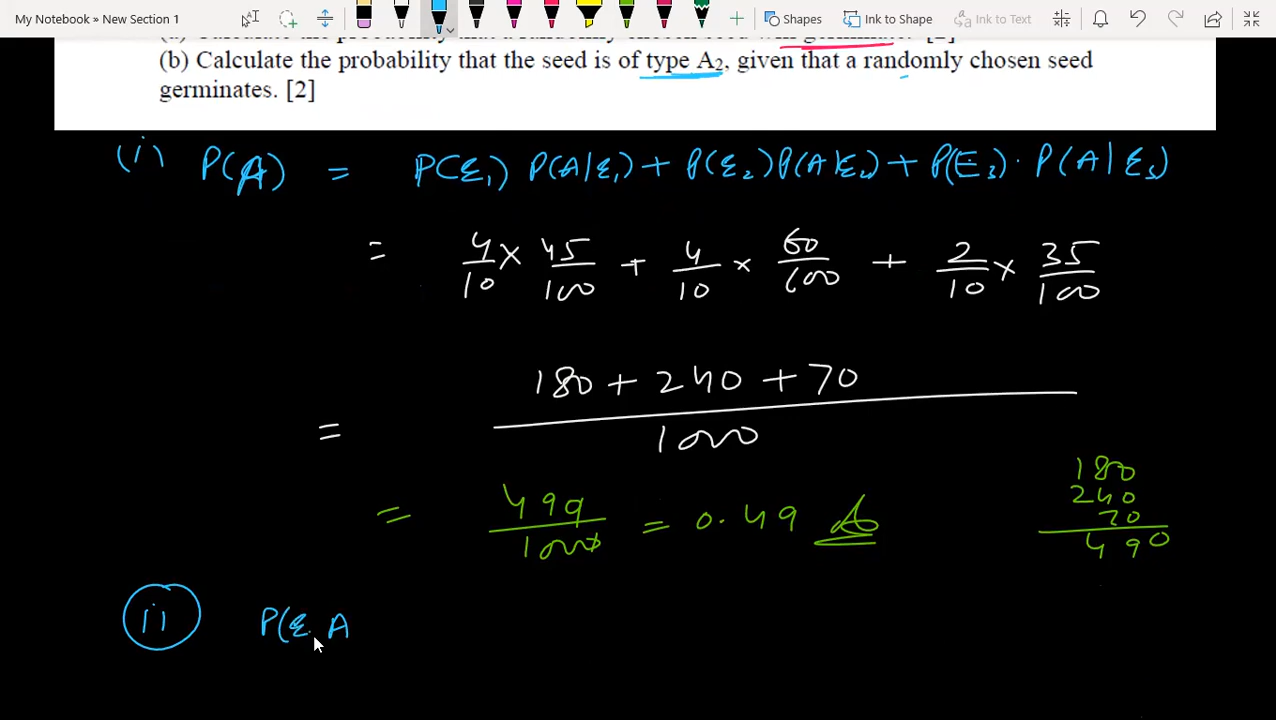 My Notebook » New Section 1
Shapes Ink to Shape Ink to Text
(b) Calculate the probability that the seed is of type A₂, given that a randomly chosen seed
germinates. [2]
(i) P(A) = P(E₁) P(A|E₁) + P(E₂) P(A|E₂) + P(E₃) · P(A|E₃)
= 4/10 × 45/100 + 4/10 × 60/100 + 2/10 × 35/100
= 180 + 240 + 70 / 1000
180
240
70
490
= 490/1000 = 0.49
(ii) P(E A